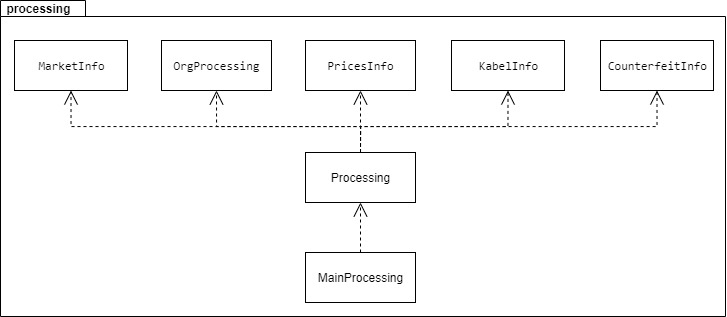 processing
MarketInfo
OrgProcessing
PricesInfo
KabelInfo
CounterfeitInfo
Processing
MainProcessing